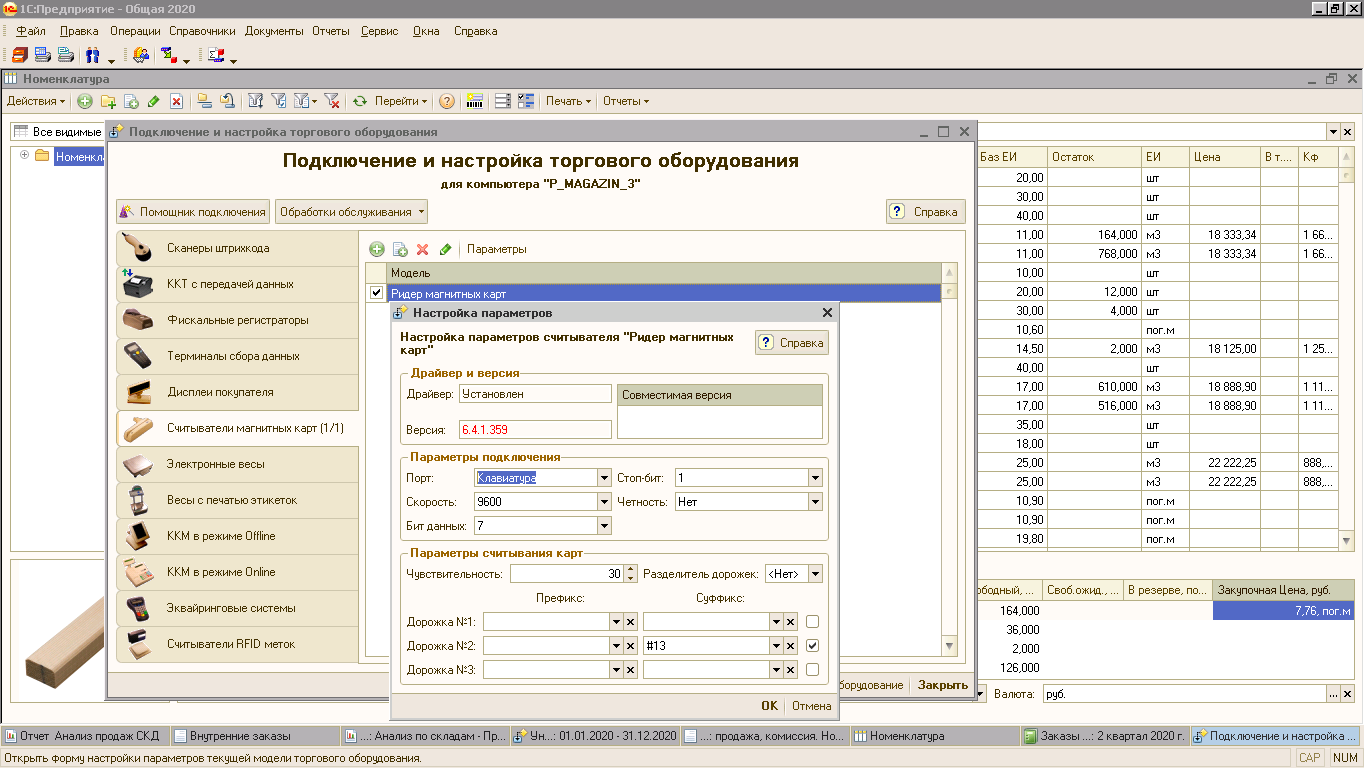 1С:Предприятие - Общая 2020
Файл Правка Операции Справочники Документы Отчеты Сервис Окна Справка
Номенклатура
Действия Перейти Печать Отчеты
Все видимые
Номенкла
Подключение и настройка торгового оборудования
Подключение и настройка торгового оборудования
для компьютера "P_MAGAZIN_3"
Помощник подключения Обработки обслуживания Справка
Сканеры штрихкода
ККТ с передачей данных
Фискальные регистраторы
Терминалы сбора данных
Дисплеи покупателя
Считыватели магнитных карт (1/1)
Электронные весы
Весы с печатью этикеток
ККМ в режиме Offline
ККМ в режиме Online
Эквайринговые системы
Считыватели RFID меток
Параметры
Модель
Ридер магнитных карт
Настройка параметров
Настройка параметров считывателя "Ридер магнитных
карт"
Справка
Драйвер и версия
Драйвер: Установлен Совместимая версия
Версия: 6.4.1.359
Параметры подключения
Порт: Клавиатура Стоп-бит: 1
Скорость: 9600 Четность: Нет
Бит данных: 7
Параметры считывания карт
Чувствительность: 30 Разделитель дорожек: <Нет>
Префикс: Суффикс:
Дорожка №1:
Дорожка №2: #13
Дорожка №3:
OK Отмена
борудование Закрыть
Баз ЕИ Остаток ЕИ Цена В т.... Кф
20,00 шт
30,00 шт
40,00 шт
11,00 164,000 м3 18 333,34 1 66...
11,00 768,000 м3 18 333,34 1 66...
10,00 шт
20,00 12,000 шт
30,00 4,000 шт
10,60 пог.м
14,50 2,000 м3 18 125,00 1 25...
40,00 шт
17,00 610,000 м3 18 888,90 1 11...
17,00 516,000 м3 18 888,90 1 11...
35,00 шт
18,00 шт
25,00 м3 22 222,25 888,...
25,00 м3 22 222,25 888,...
10,90 пог.м
10,90 пог.м
19,80 пог.м
ободный, ... Своб.ожид., ... В резерве, по... Закупочная Цена, руб.
164,000 7,76, пог.м
36,000
2,000
126,000
Валюта: руб. ...
Отчет Анализ продаж СКД Внутренние заказы ...: Анализ по складам - Пр... Ун...: 01.01.2020 - 31.12.2020 ...: продажа, комиссия. Но... Номенклатура Заказы ...: 2 квартал 2020 г. Подключение и настройка ...
Открыть форму настройки параметров текущей модели торгового оборудования. CAP NUM